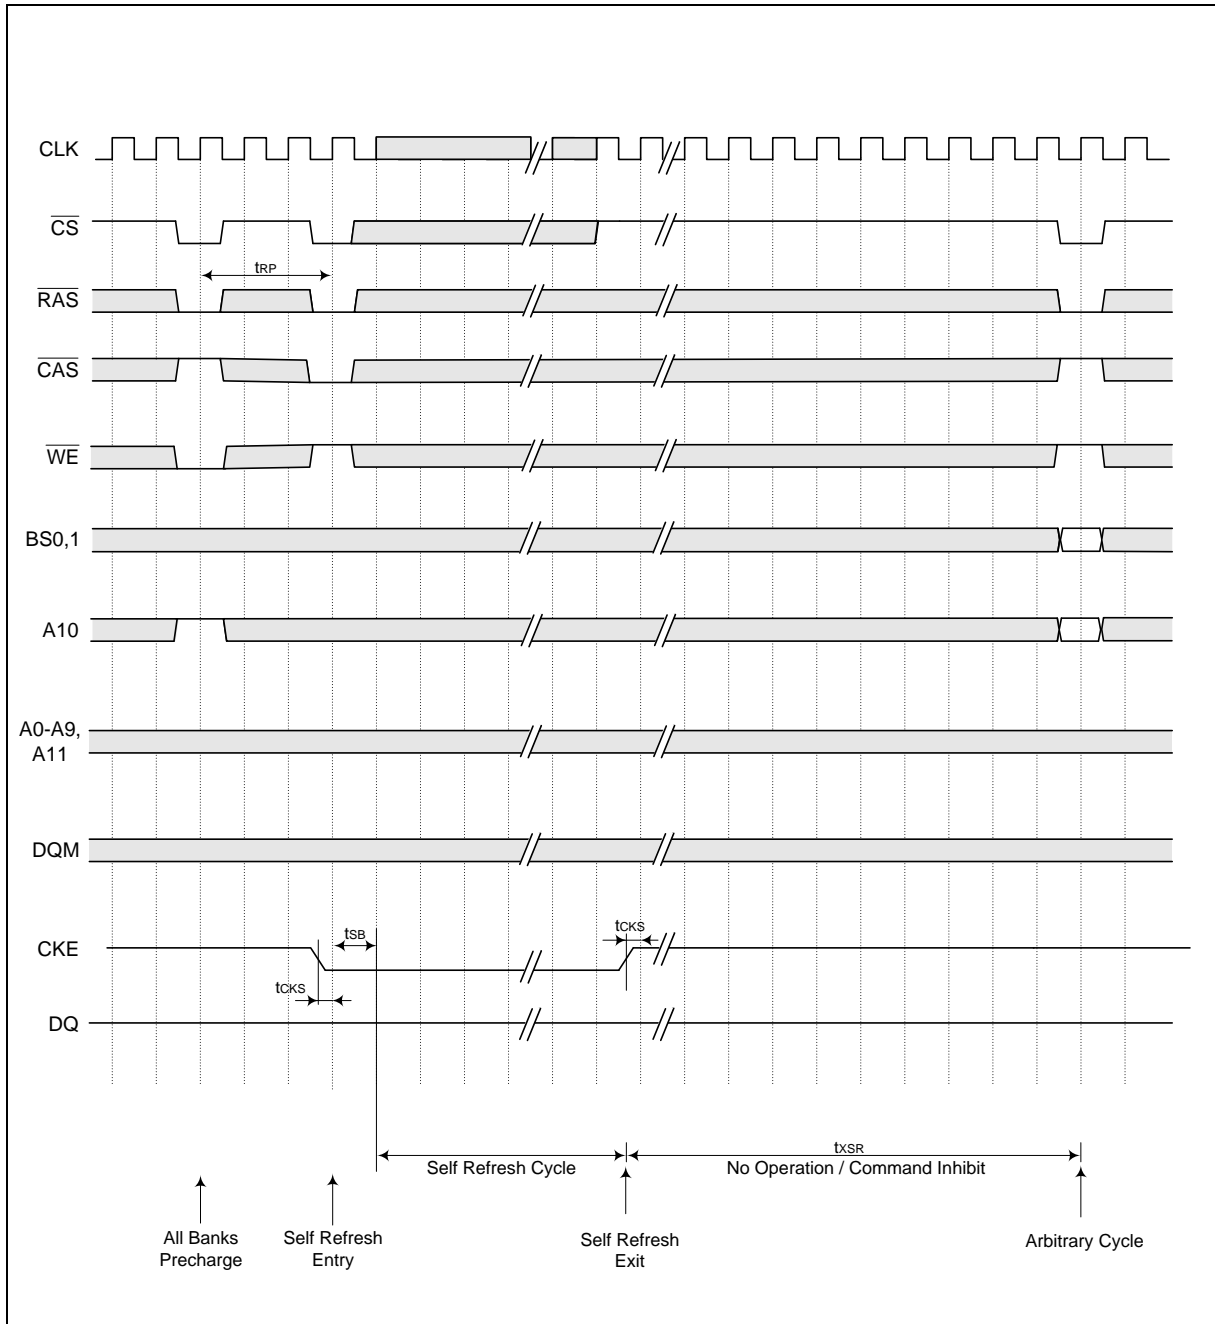 CLK
CS
tRP
RAS
CAS
WE
BS0,1
A10
A0-A9,
A11
DQM
tCKS
tSB
CKE
tCKS
DQ
tXSR
Self Refresh Cycle
No Operation / Command Inhibit
All Banks
Precharge
Self Refresh
Entry
Self Refresh
Exit
Arbitrary Cycle